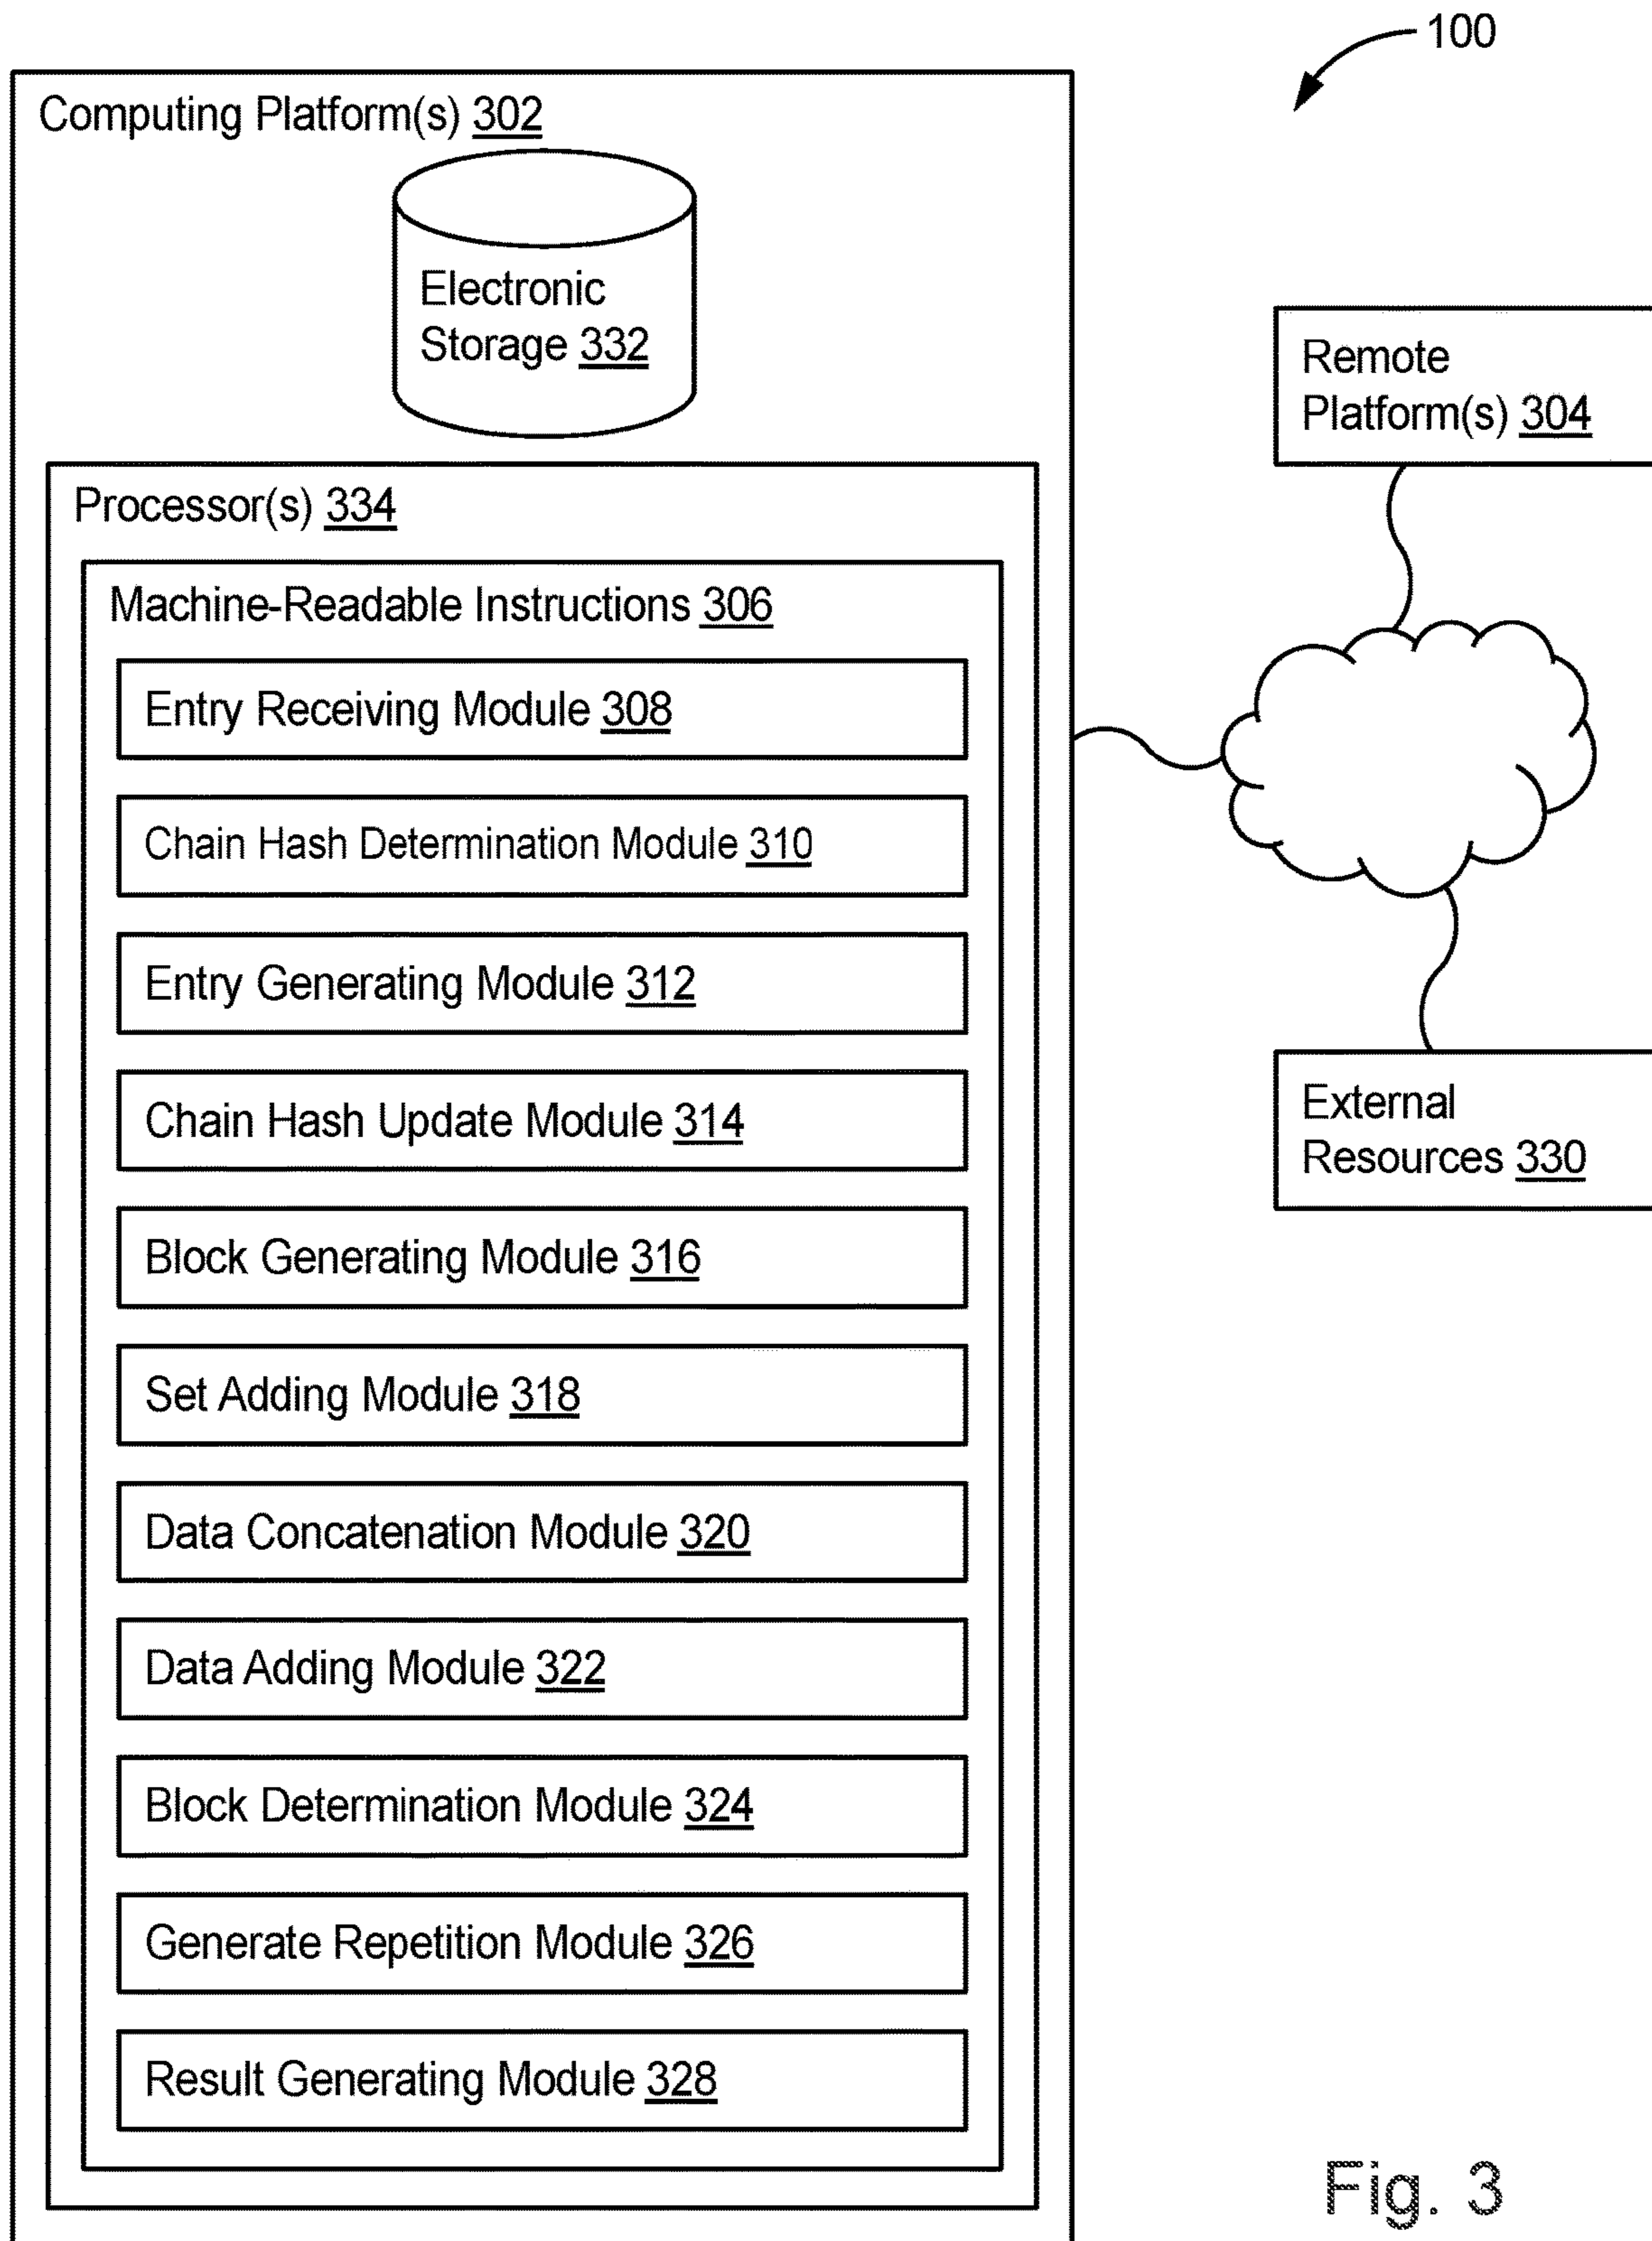 100
Computing Platform(s) 302
Electronic
Storage 332
Remote
Platform(s) 304
Processor(s) 334
Machine-Readable Instructions 306
Entry Receiving Module 308
Chain Hash Determination Module 310
Entry Generating Module 312
Chain Hash Update Module 314
External
Resources 330
Block Generating Module 316
Set Adding Module 318
Data Concatenation Module 320
Data Adding Module 322
Block Determination Module 324
Generate Repetition Module 326
Result Generating Module 328
Fig. 3